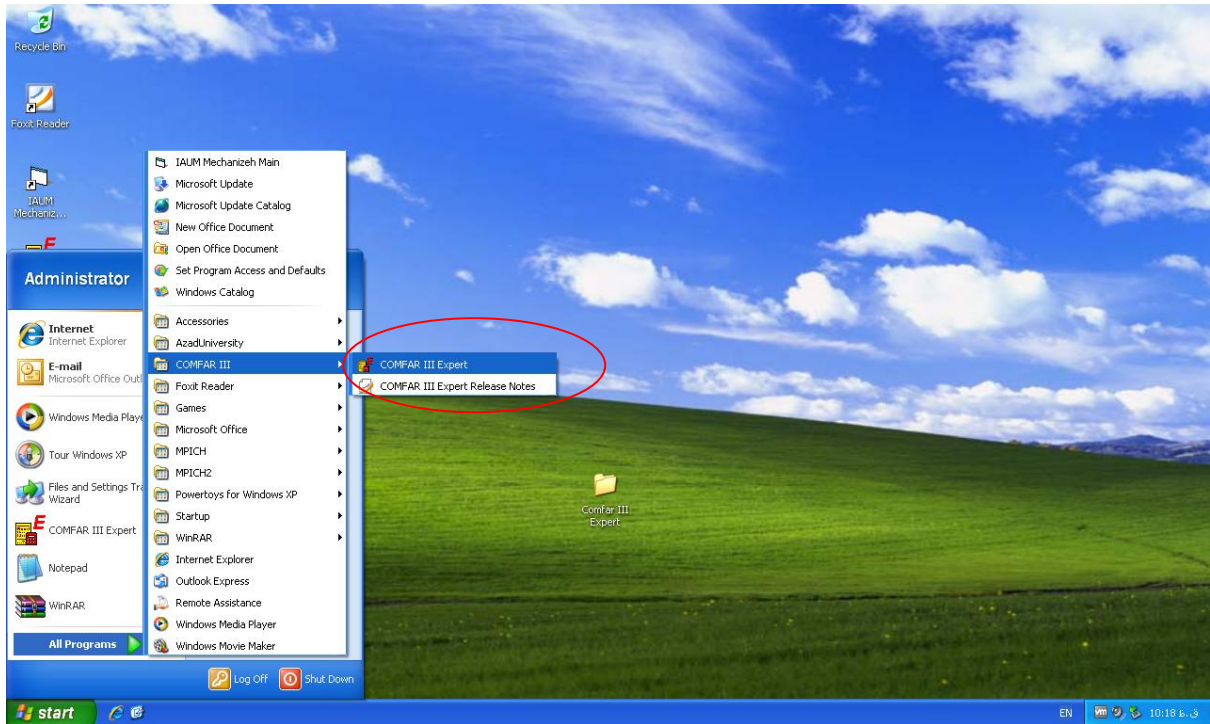 Recycle Bin
Foxit Reader
IAUM
Mechaniz...
E
Administrator
Internet
Internet Explorer
E-mail
Microsoft Office Outl
Windows Media Playe
Tour Windows XP
Files and Settings Tra
Wizard
E
COMFAR III Expert
Notepad
WinRAR
All Programs
IAUM Mechanizeh Main
Microsoft Update
Microsoft Update Catalog
New Office Document
Open Office Document
Set Program Access and Defaults
Windows Catalog
Accessories
AzadUniversity
COMFAR III
Foxit Reader
Games
Microsoft Office
MPICH
MPICH2
Powertoys for Windows XP
Startup
WinRAR
Internet Explorer
Outlook Express
Remote Assistance
Windows Media Player
Windows Movie Maker
COMFAR III Expert
COMFAR III Expert Release Notes
Comfar III
Expert
Log Off
Shut Down
start
EN
10:18 ق.ظ